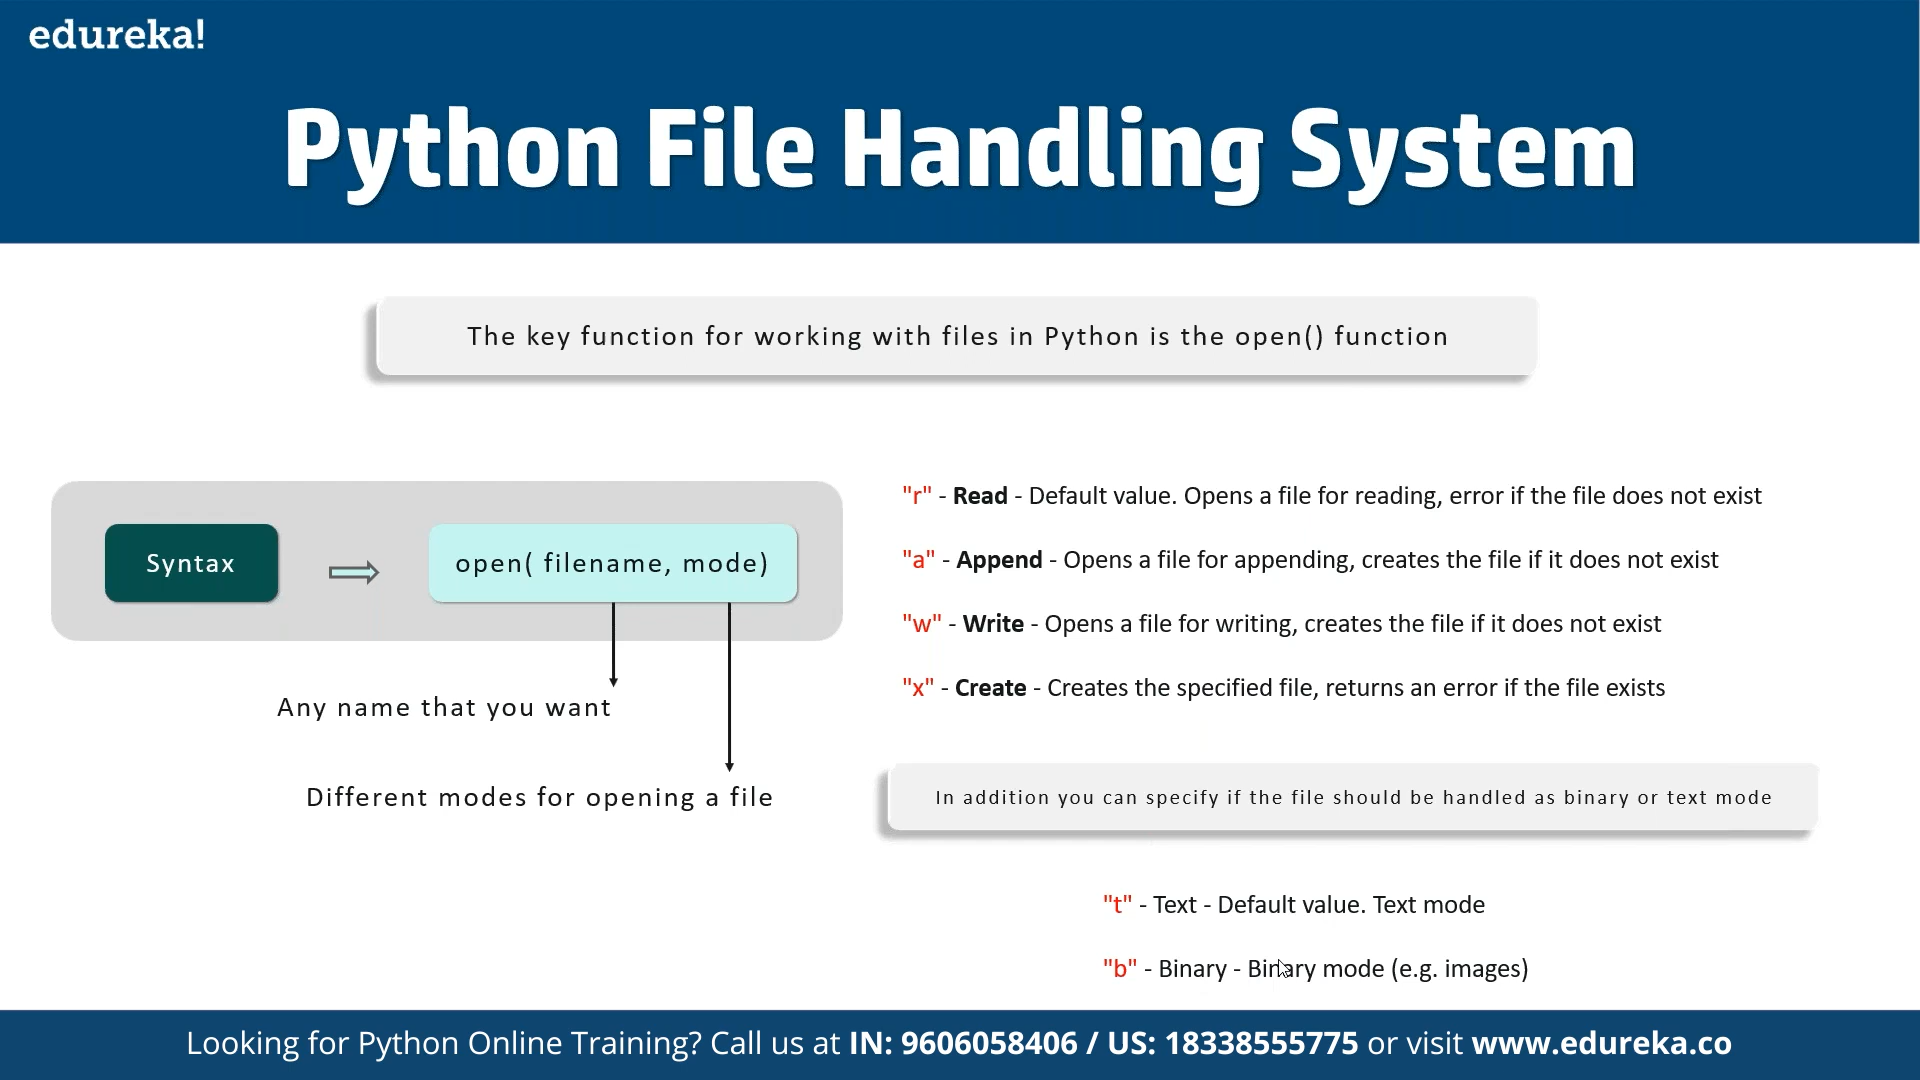 edureka!
Python File Handling System
The key function for working with files in Python is the open() function
Syntax
open( filename, mode)
Any name that you want
Different modes for opening a file
"r" - Read - Default value. Opens a file for reading, error if the file does not exist
"a" - Append - Opens a file for appending, creates the file if it does not exist
"w" - Write - Opens a file for writing, creates the file if it does not exist
"x" - Create - Creates the specified file, returns an error if the file exists
In addition you can specify if the file should be handled as binary or text mode
"t" - Text - Default value. Text mode
"b" - Binary - Binary mode (e.g. images)
Looking for Python Online Training? Call us at IN: 9606058406 / US: 18338555775 or visit www.edureka.co